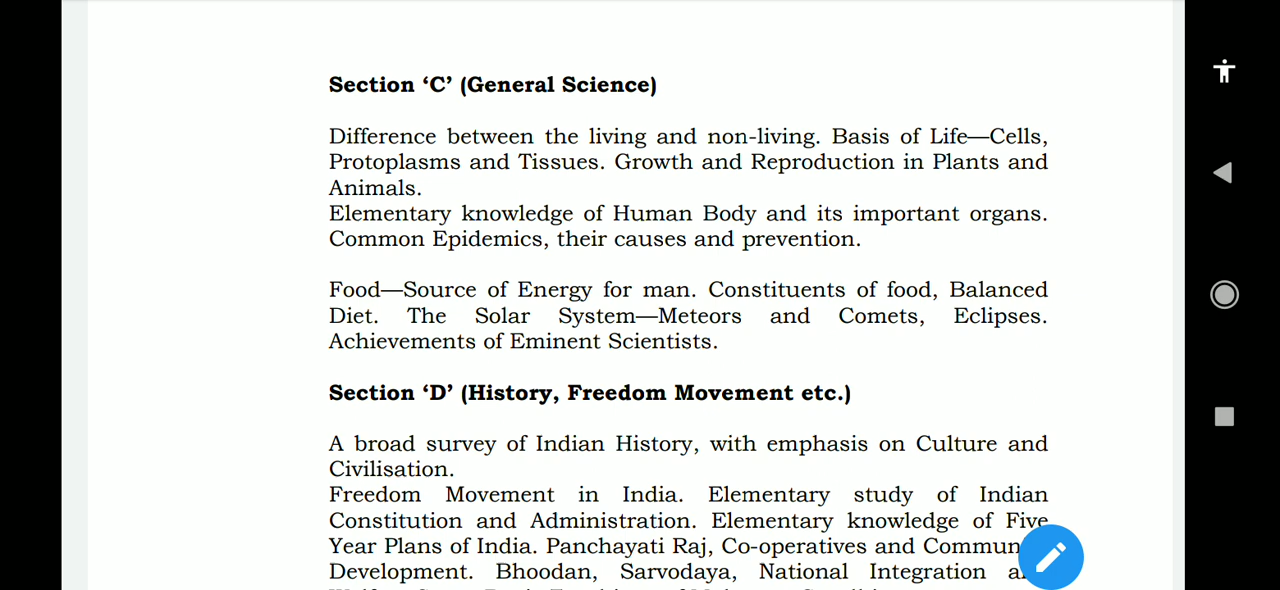 Section ‘C’ (General Science)
Difference between the living and non-living. Basis of Life—Cells,
Protoplasms and Tissues. Growth and Reproduction in Plants and
Animals.
Elementary knowledge of Human Body and its important organs.
Common Epidemics, their causes and prevention.
Food—Source of Energy for man. Constituents of food, Balanced
Diet. The Solar System—Meteors and Comets, Eclipses.
Achievements of Eminent Scientists.
Section ‘D’ (History, Freedom Movement etc.)
A broad survey of Indian History, with emphasis on Culture and
Civilisation.
Freedom Movement in India. Elementary study of Indian
Constitution and Administration. Elementary knowledge of Five
Year Plans of India. Panchayati Raj, Co-operatives and
Development. Bhoodan, Sarvodaya, National Integration